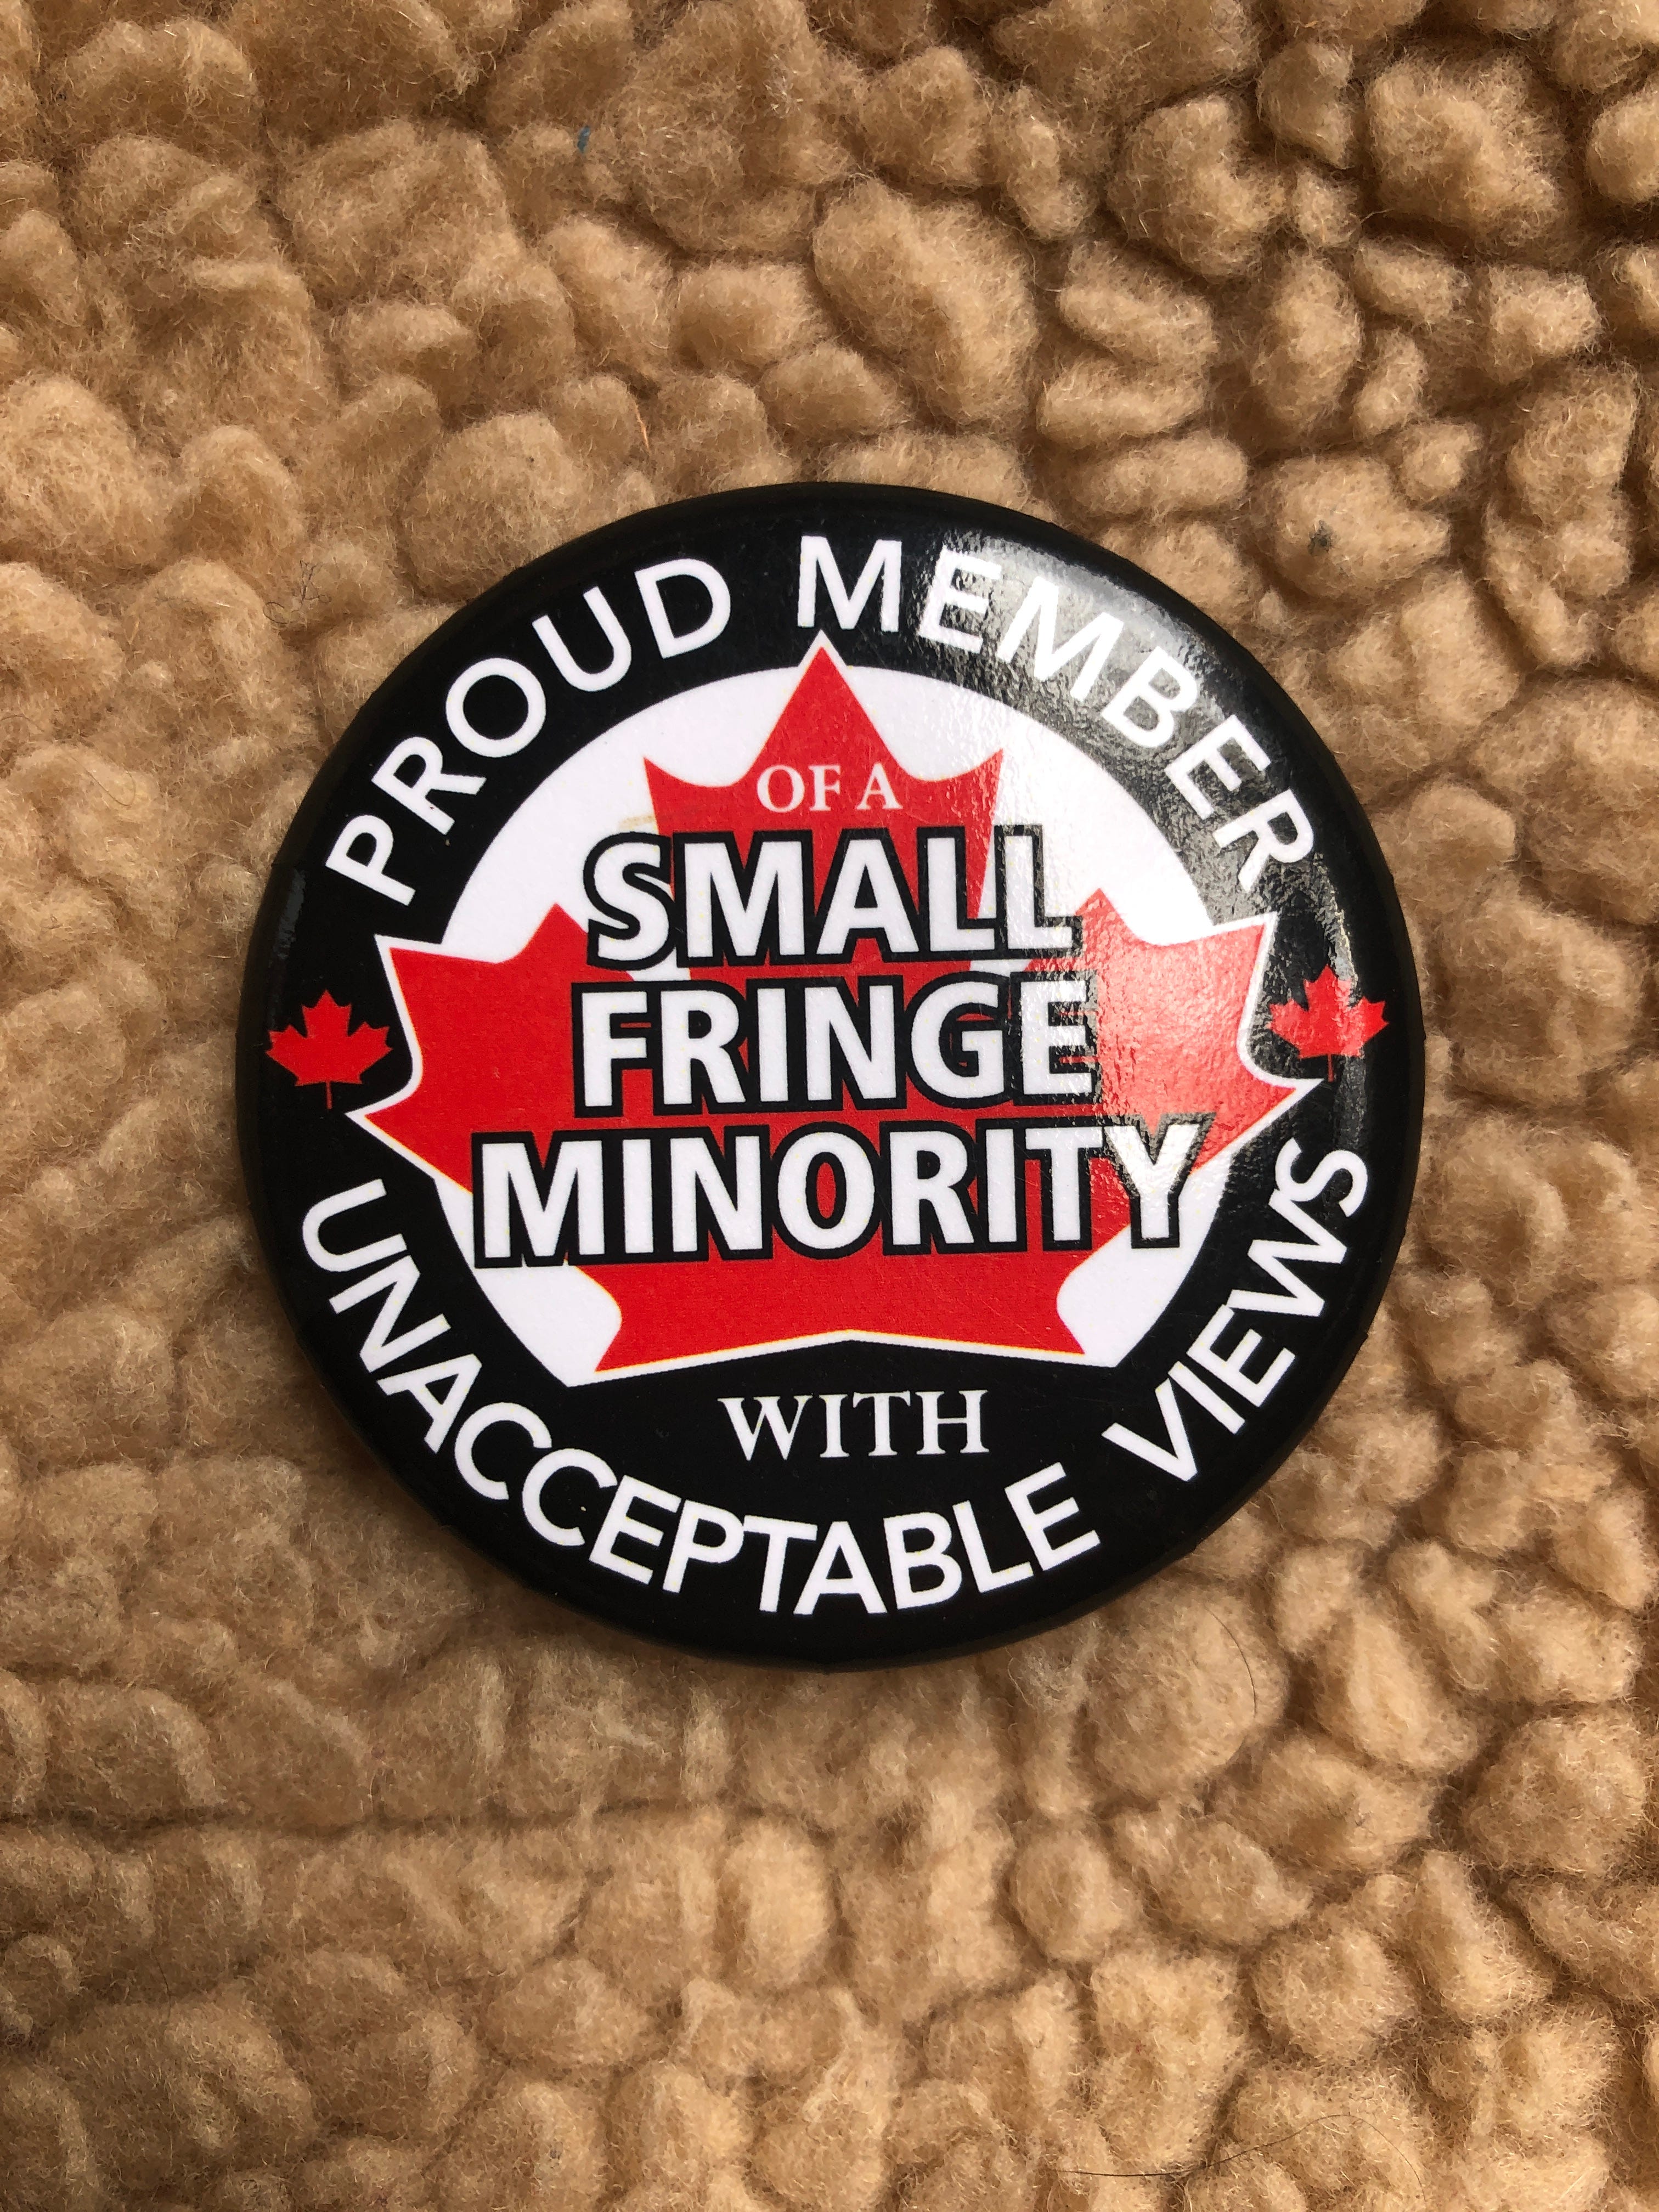 PROUD MEMBER
OF A
SMALL
FRINGE
MINORITY
WITH
UNACCEPTABLE VIEWS